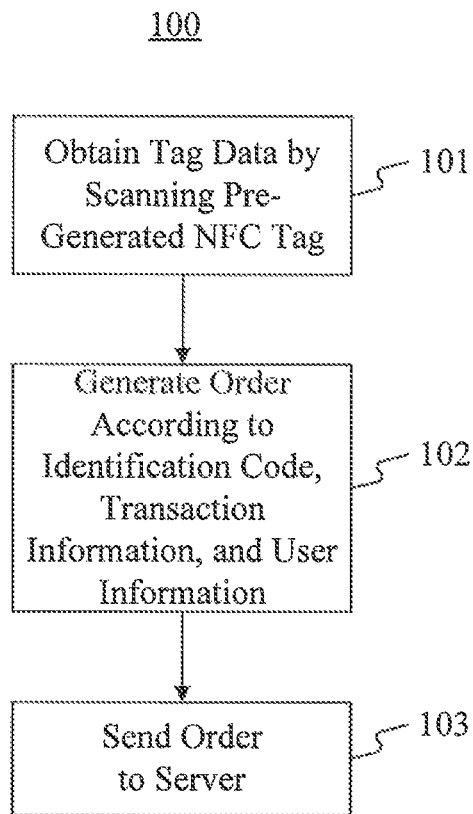 100
Obtain Tag Data by
Scanning Pre-
Generated NFC Tag
101
Generate Order
According to
Identification Code,
Transaction
Information, and User
Information
102
Send Order
to Server
103